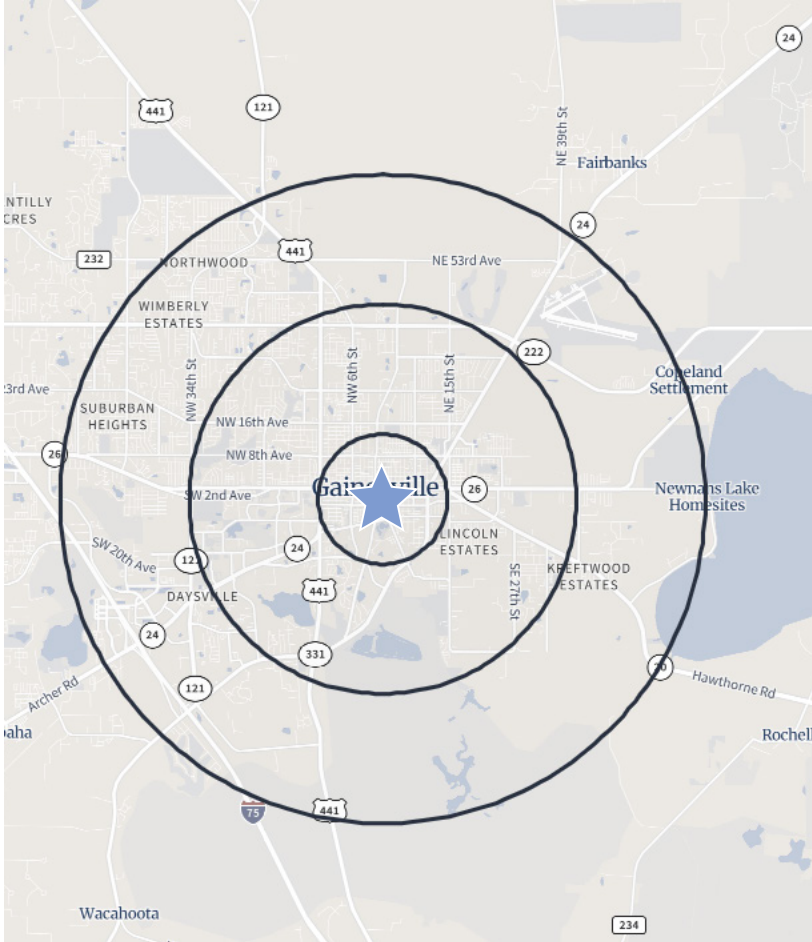 24
441
121
NE 39th St
Fairbanks
NTILLY
CRES
24
441
232
NORTHWOOD
NE 53rd Ave
WIMBERLY
ESTATES
222
NW 34th St
NW 6th St
NE 15th St
Copeland
Settlement
23rd Ave
SUBURBAN
HEIGHTS
NW 16th Ave
26
NW 8th Ave
Gainesville
26
SW 2nd Ave
Newnans Lake
Homesites
LINCOLN
ESTATES
SW 20th Ave
24
121
KREFTWOOD
ESTATES
SE 27th St
441
DAYSVILLE
24
331
20
121
Hawthorne Rd
Archer Rd
aha
Rochell
75
441
Wacahoota
234